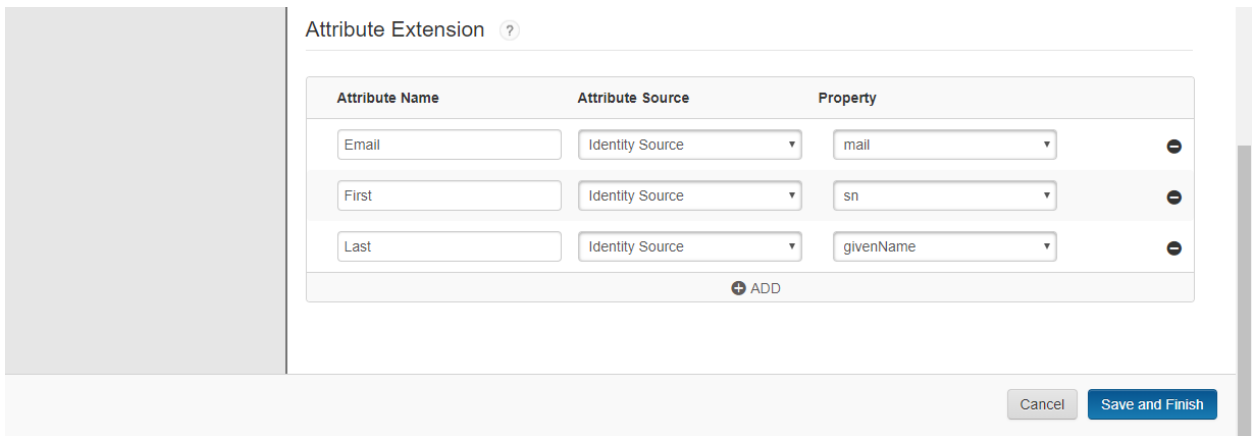 Attribute Extension ?
Attribute Name Attribute Source Property
Email Identity Source mail
First Identity Source sn
Last Identity Source givenName
ADD
Cancel Save and Finish